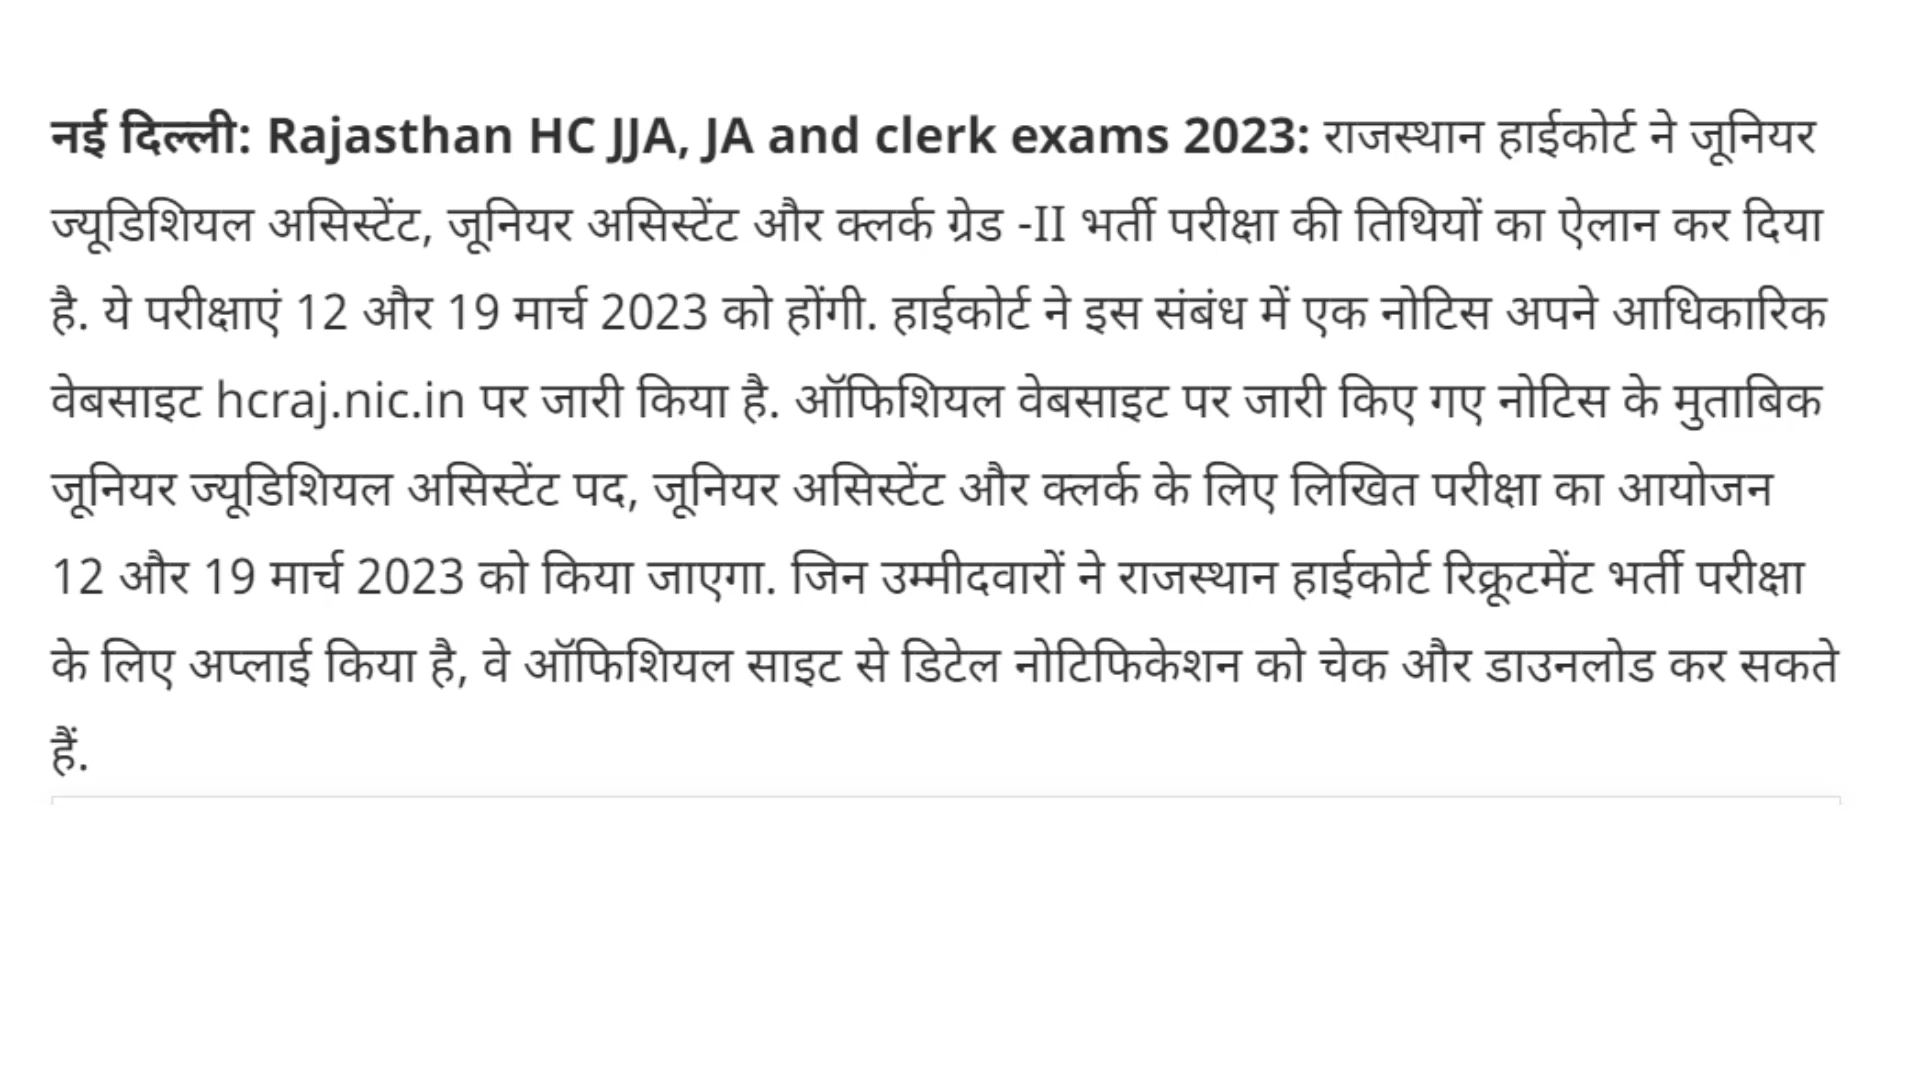 नई दिल्ली: Rajasthan HC JJA, JA and clerk exams 2023: राजस्थान हाईकोर्ट ने जूनियर
ज्यूडिशियल असिस्टेंट, जूनियर असिस्टेंट और क्लर्क ग्रेड -II भर्ती परीक्षा की तिथियों का ऐलान कर दिया
है. ये परीक्षाएं 12 और 19 मार्च 2023 को होंगी. हाईकोर्ट ने इस संबंध में एक नोटिस अपने आधिकारिक
वेबसाइट hcraj.nic.in पर जारी किया है. ऑफिशियल वेबसाइट पर जारी किए गए नोटिस के मुताबिक
जूनियर ज्यूडिशियल असिस्टेंट पद, जूनियर असिस्टेंट और क्लर्क के लिए लिखित परीक्षा का आयोजन
12 और 19 मार्च 2023 को किया जाएगा. जिन उम्मीदवारों ने राजस्थान हाईकोर्ट रिक्रूटमेंट भर्ती परीक्षा
के लिए अप्लाई किया है, वे ऑफिशियल साइट से डिटेल नोटिफिकेशन को चेक और डाउनलोड कर सकते
हैं.